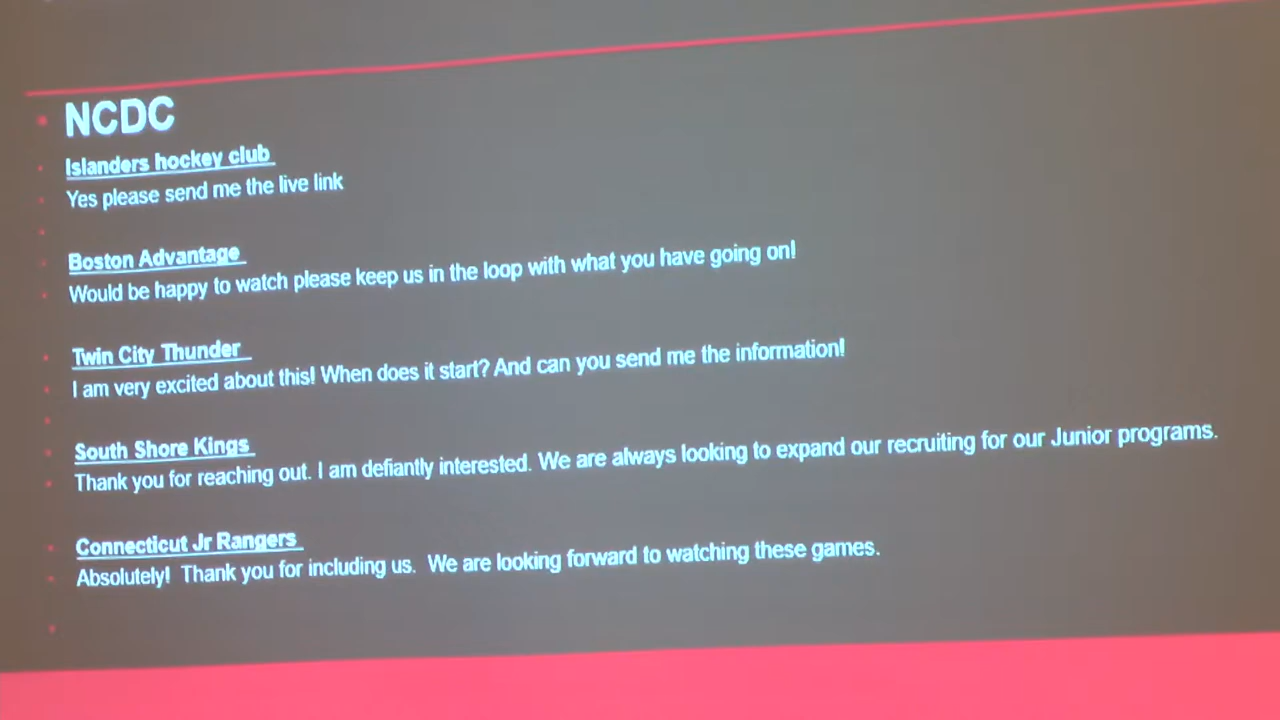 NCDC
Islanders hockey club
Yes please send me the live link
Boston Advantage
Would be happy to watch please keep us in the loop with what you have going on!
Twin City Thunder
I am very excited about this! When does it start? And can you send me the information!
South Shore Kings
Thank you for reaching out. I am defiantly interested. We are always looking to expand our recruiting for our Junior programs.
Connecticut Jr Rangers
Absolutely!  Thank you for including us.  We are looking forward to watching these games.